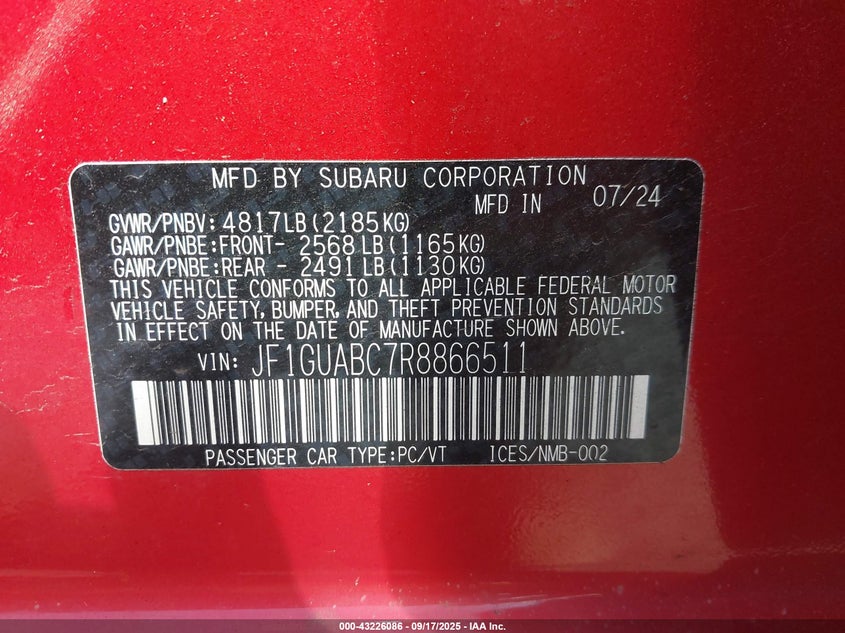 MFD BY SUBARU CORPORATION
MFD IN 07/24
GVWR/PNBV: 4817LB(2185KG)
GAWR/PNBE:FRONT- 2568LB(1165KG)
GAWR/PNBE:REAR - 2491LB(1130KG)
THIS VEHICLE CONFORMS TO ALL APPLICABLE FEDERAL MOTOR
VEHICLE SAFETY, BUMPER, AND THEFT PREVENTION STANDARDS
IN EFFECT ON THE DATE OF MANUFACTURE SHOWN ABOVE.
VIN: JF1GUABC7R8866511
PASSENGER CAR TYPE:PC/VT ICES/NMB-002
000-43226086 - 09/17/2025 - IAA Inc.